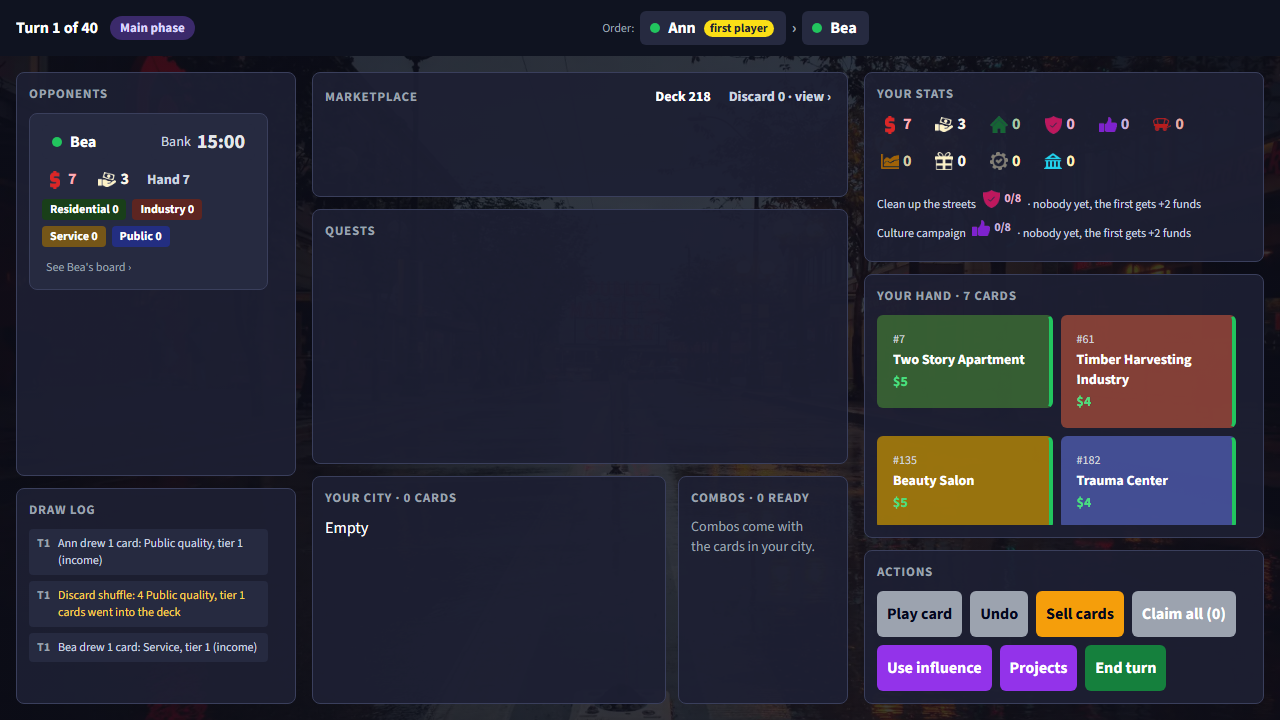 Turn 1 of 40 Main phase Order: Ann first player › Bea
OPPONENTS
Bea Bank 15:00
7 3 Hand 7
Residential 0 Industry 0
Service 0 Public 0
See Bea's board ›
DRAW LOG
T1 Ann drew 1 card: Public quality, tier 1
(income)
T1 Discard shuffle: 4 Public quality, tier 1
cards went into the deck
T1 Bea drew 1 card: Service, tier 1 (income)
MARKETPLACE Deck 218 Discard 0 · view ›
QUESTS
YOUR CITY · 0 CARDS
Empty
COMBOS · 0 READY
Combos come with
the cards in your city.
YOUR STATS
7 3 0 0 0 0
0 0 0 0
Clean up the streets 0/8 · nobody yet, the first gets +2 funds
Culture campaign 0/8 · nobody yet, the first gets +2 funds
YOUR HAND · 7 CARDS
#7
Two Story Apartment
$5
#61
Timber Harvesting
Industry
$4
#135
Beauty Salon
$5
#182
Trauma Center
$4
ACTIONS
Play card Undo Sell cards Claim all (0)
Use influence Projects End turn